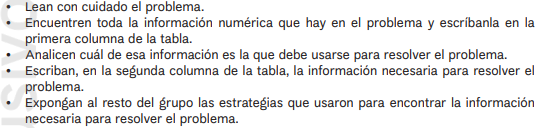 • Lean con cuidado el problema.
• Encuentren toda la información numérica que hay en el problema y escríbanla en la
primera columna de la tabla.
• Analicen cuál de esa información es la que debe usarse para resolver el problema.
• Escriban, en la segunda columna de la tabla, la información necesaria para resolver el
problema.
• Expongan al resto del grupo las estrategias que usaron para encontrar la información
necesaria para resolver el problema.